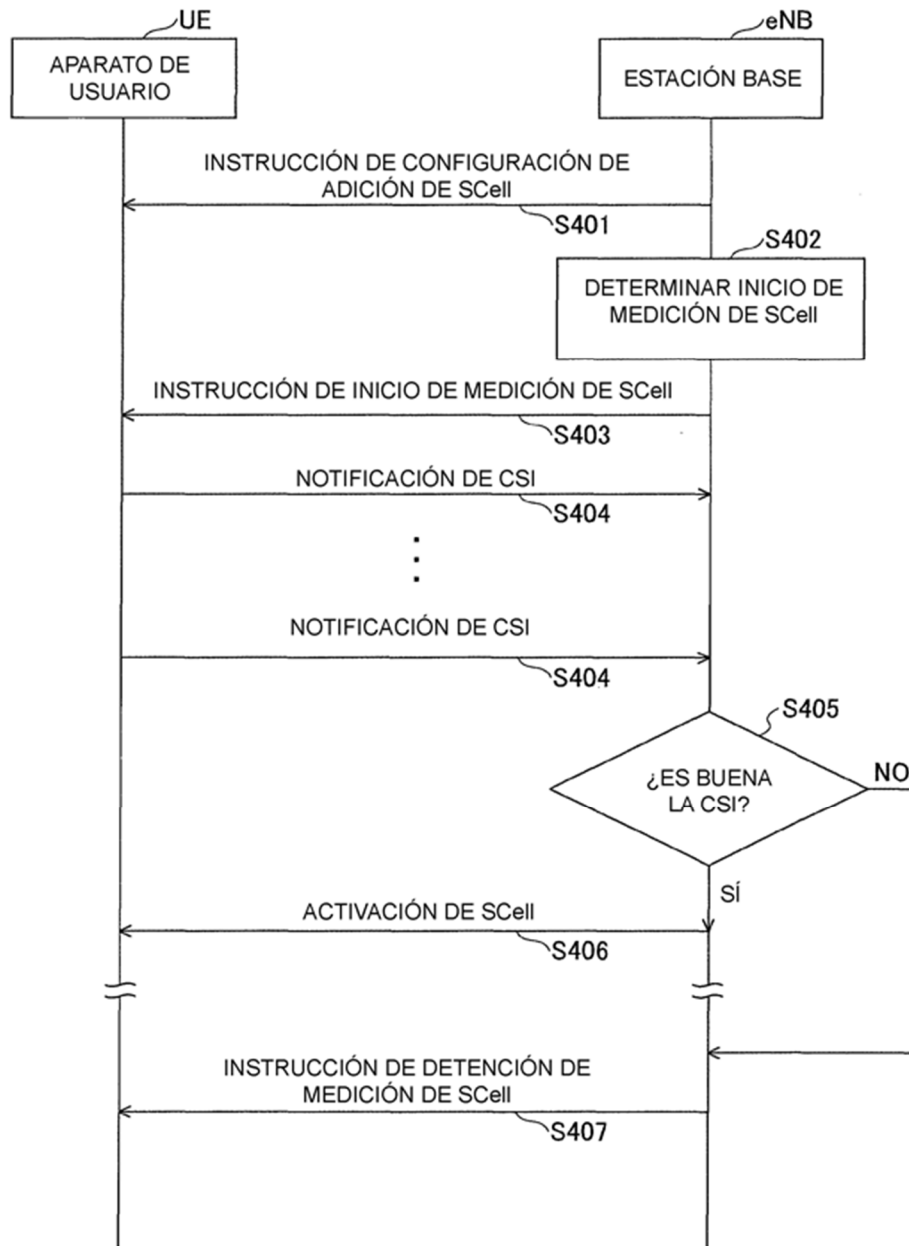 UE
eNB
APARATO DE
USUARIO
ESTACIÓN BASE
INSTRUCCIÓN DE CONFIGURACIÓN DE
ADICIÓN DE SCell
S401
S402
DETERMINAR INICIO DE
MEDICIÓN DE SCell
INSTRUCCIÓN DE INICIO DE MEDICIÓN DE SCell
S403
NOTIFICACIÓN DE CSI
S404
NOTIFICACIÓN DE CSI
S404
S405
¿ES BUENA
LA CSI?
NO
SÍ
ACTIVACIÓN DE SCell
S406
INSTRUCCIÓN DE DETENCIÓN DE
MEDICIÓN DE SCell
S407